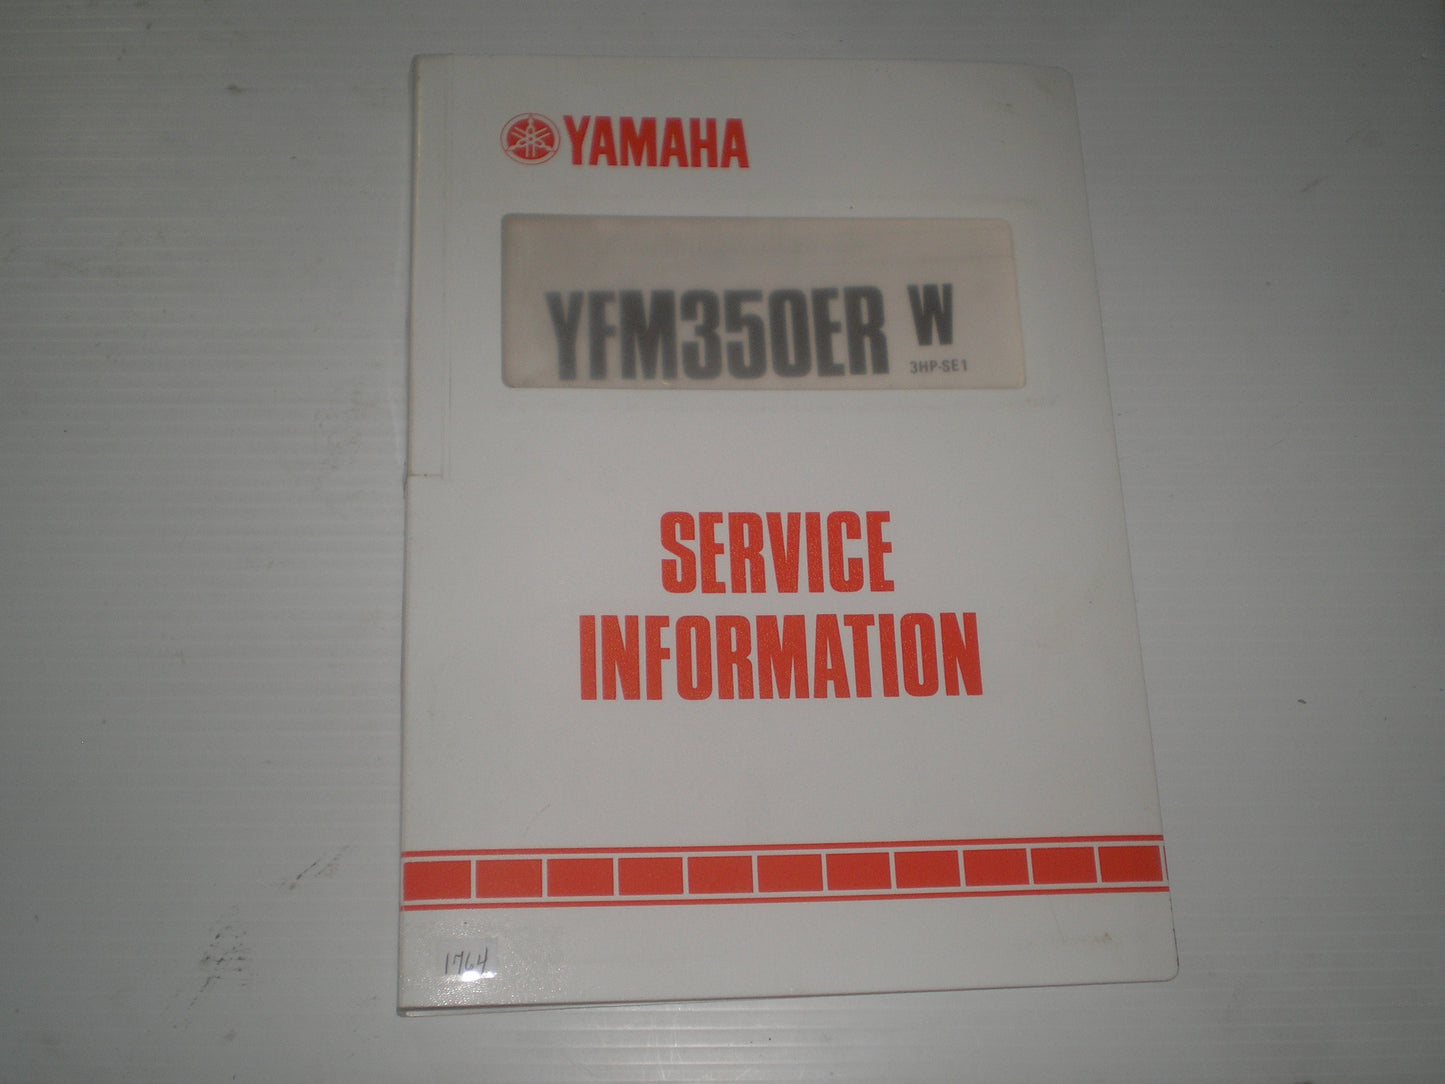 YAMAHA
YFM350ER W
3HP-SE1
SERVICE
INFORMATION
1764